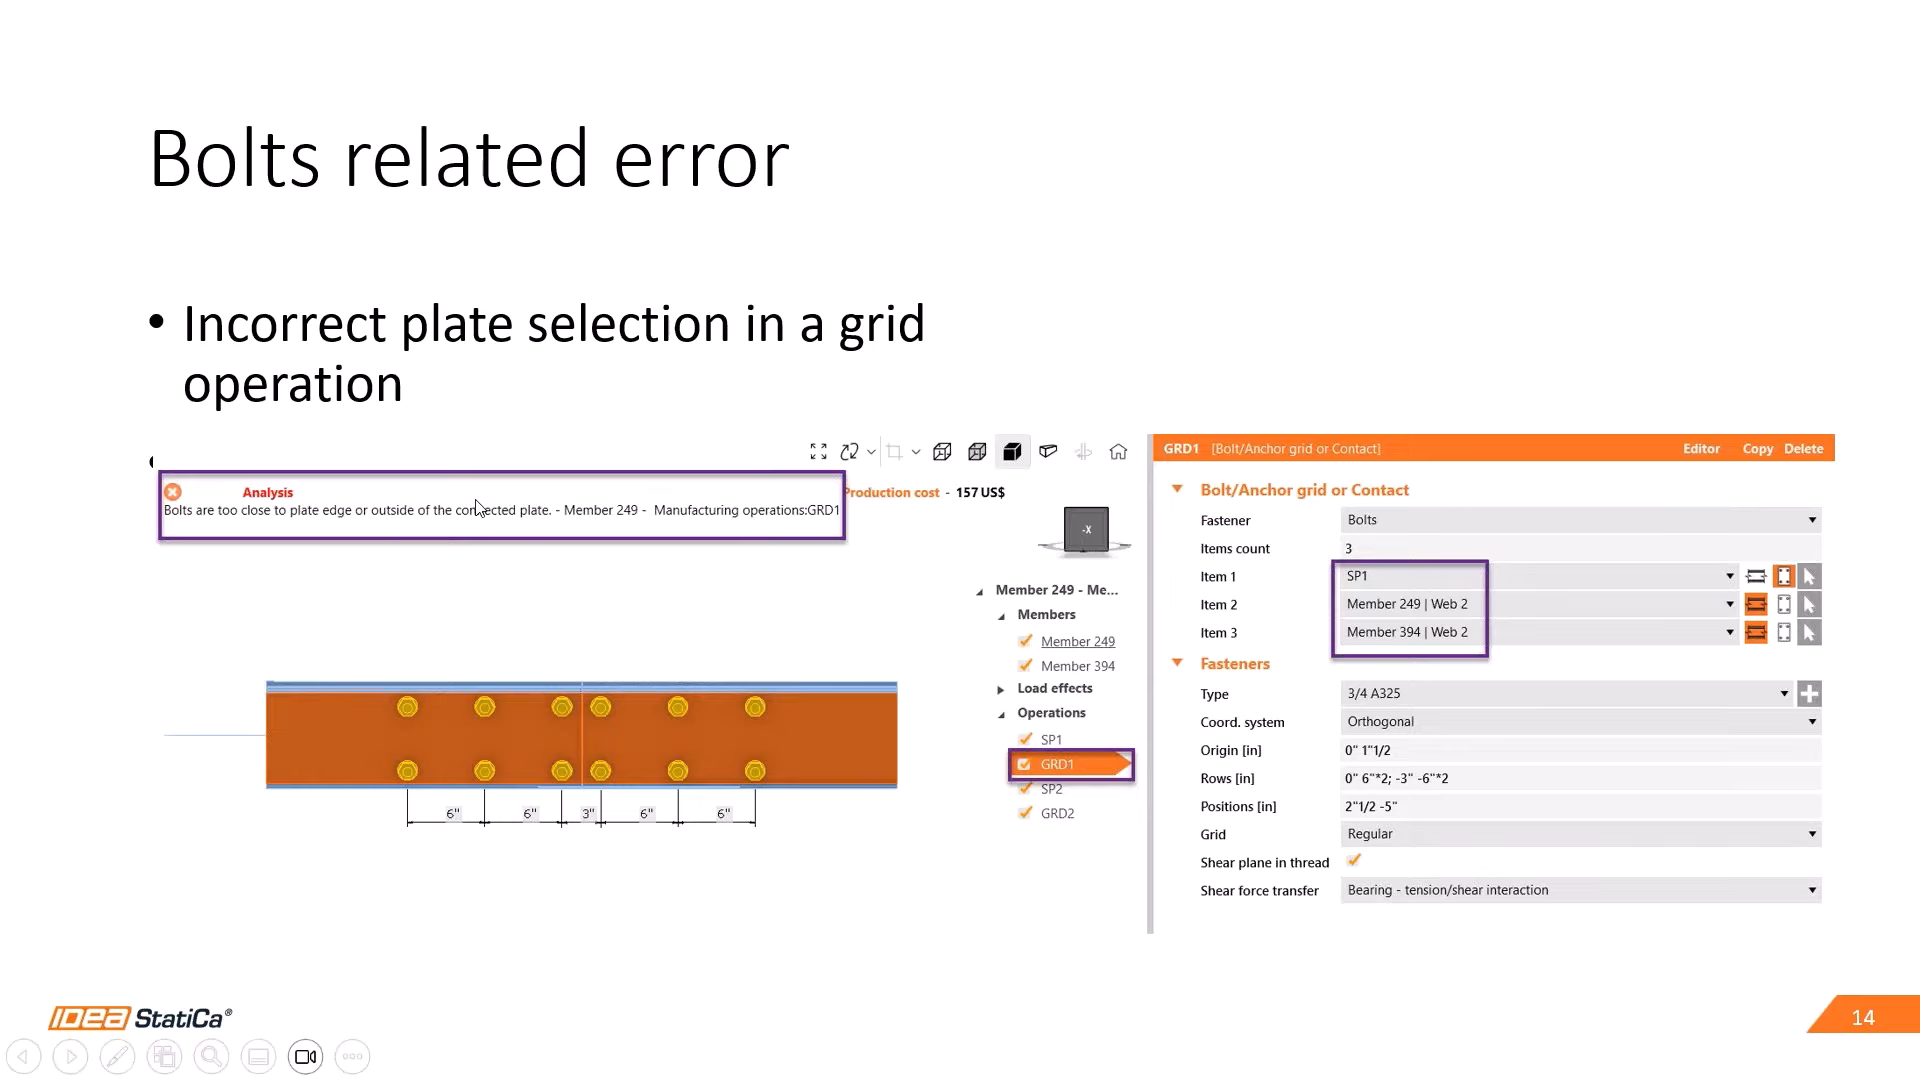 Bolts related error
• Incorrect plate selection in a grid
operation
Analysis
Bolts are too close to plate edge or outside of the connected plate. - Member 249 - Manufacturing operations:GRD1
Production cost - 157 US$
-X
Member 249 - Me...
Members
Member 249
Member 394
Load effects
Operations
SP1
GRD1
SP2
GRD2
6" 6" 3" 6" 6"
GRD1 [Bolt/Anchor grid or Contact] Editor Copy Delete
Bolt/Anchor grid or Contact
Fastener Bolts
Items count 3
Item 1 SP1
Item 2 Member 249 | Web 2
Item 3 Member 394 | Web 2
Fasteners
Type 3/4 A325
Coord. system Orthogonal
Origin [in] 0" 1"1/2
Rows [in] 0" 6"*2; -3" -6"*2
Positions [in] 2"1/2 -5"
Grid Regular
Shear plane in thread
Shear force transfer Bearing - tension/shear interaction
IDEA StatiCa®
14